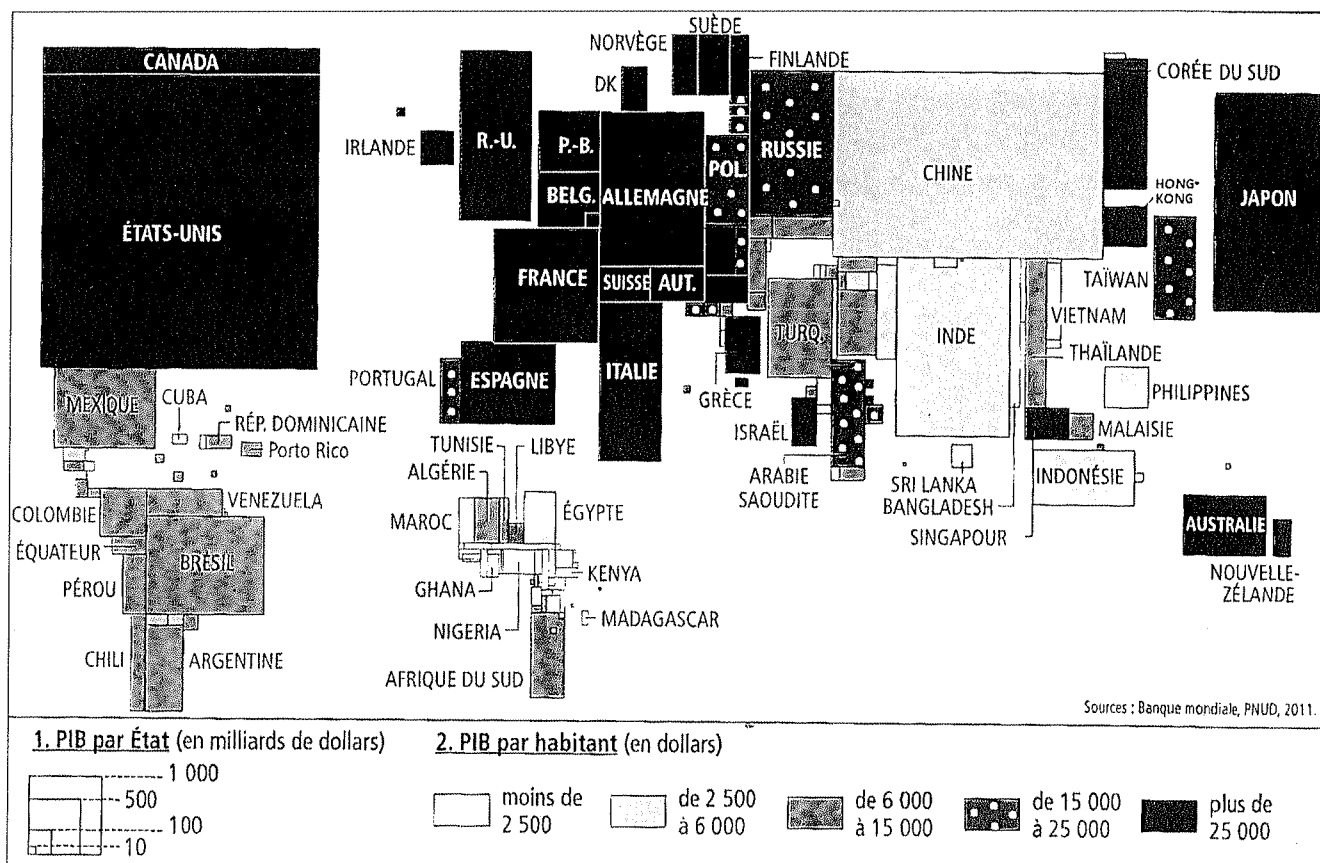 SUÈDE
NORVÈGE
FINLANDE
CANADA
DK
CORÉE DU SUD
IRLANDE
R.-U.
P.-B.
POL.
RUSSIE
CHINE
HONG-
KONG
JAPON
BELG.
ALLEMAGNE
ÉTATS-UNIS
FRANCE
SUISSE
AUT.
TAÏWAN
VIETNAM
TURQ.
INDE
THAÏLANDE
PORTUGAL
ESPAGNE
ITALIE
GRÈCE
PHILIPPINES
MEXIQUE
CUBA
RÉP. DOMINICAINE
Porto Rico
TUNISIE
LIBYE
ISRAËL
MALAISIE
ALGÉRIE
ARABIE
SAOUDITE
SRI LANKA
BANGLADESH
INDONÉSIE
COLOMBIE
VENEZUELA
MAROC
ÉGYPTE
SINGAPOUR
AUSTRALIE
ÉQUATEUR
BRÉSIL
PÉROU
GHANA
KENYA
NOUVELLE-
ZÉLANDE
NIGERIA
MADAGASCAR
CHILI
ARGENTINE
AFRIQUE DU SUD
Sources : Banque mondiale, PNUD, 2011.
1. PIB par État (en milliards de dollars)
1 000
500
100
10
2. PIB par habitant (en dollars)
moins de
2 500
de 2 500
à 6 000
de 6 000
à 15 000
de 15 000
à 25 000
plus de
25 000